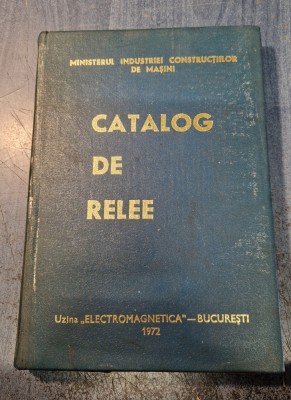 MINISTERUL INDUSTRIEI CONSTRUCȚIILOR
DE MAȘINI
CATALOG
DE
RELEE
Uzina „ELECTROMAGNETICA"—BUCUREȘTI
1972